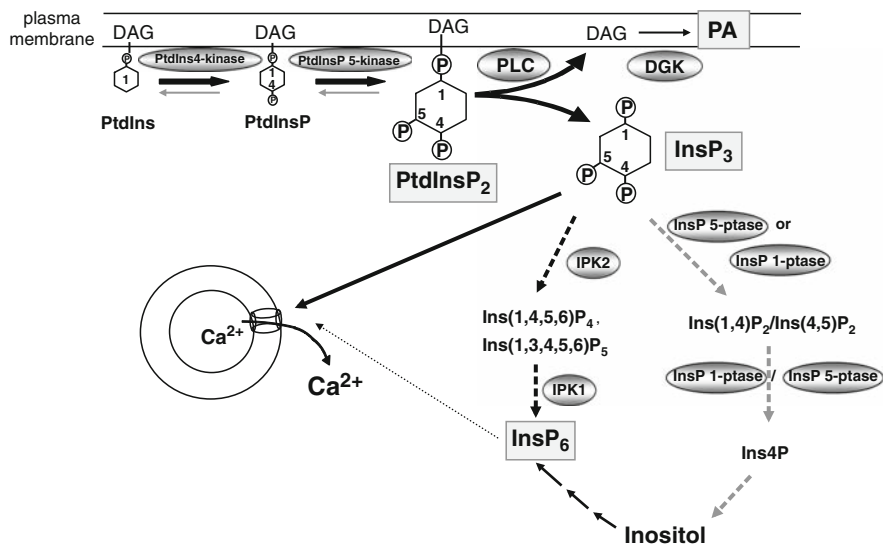 plasma
membrane
DAG
DAG
DAG
DAG
PA
P
1
PtdIns4-kinase
P
1
4
P
PtdInsP 5-kinase
P
1
5
4
P
P
PLC
DGK
PtdIns
PtdInsP
PtdInsP2
P
1
5
4
P
P
InsP3
InsP 5-ptase or
InsP 1-ptase
IPK2
Ca2+
Ca2+
Ins(1,4,5,6)P4,
Ins(1,3,4,5,6)P5
Ins(1,4)P2/Ins(4,5)P2
InsP 1-ptase / InsP 5-ptase
IPK1
InsP6
Ins4P
Inositol